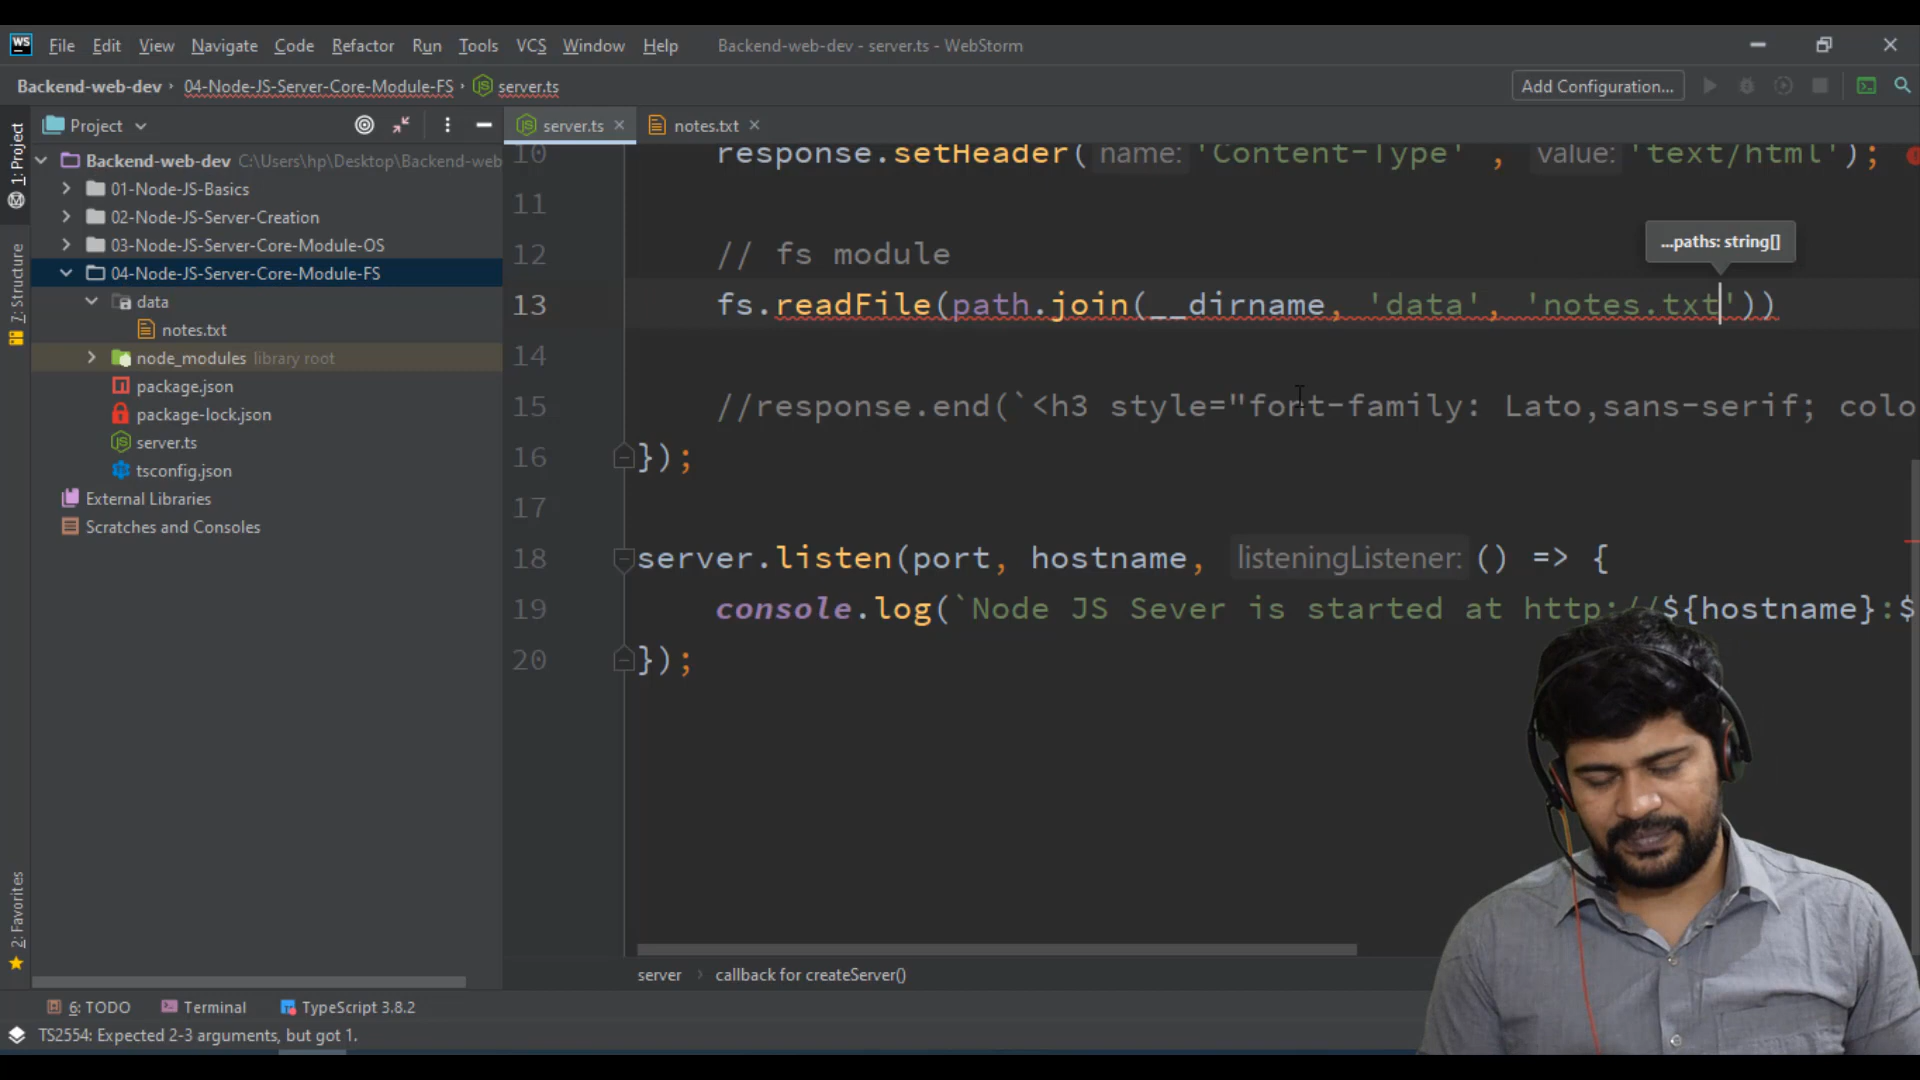 WS File Edit View Navigate Code Refactor Run Tools VCS Window Help Backend-web-dev - server.ts - WebStorm
Backend-web-dev 04-Node-JS-Server-Core-Module-FS server.ts Add Configuration...
1: Project
7: Structure
2: Favorites
Project
Backend-web-dev C:\Users\hp\Desktop\Backend-web
01-Node-JS-Basics
02-Node-JS-Server-Creation
03-Node-JS-Server-Core-Module-OS
04-Node-JS-Server-Core-Module-FS
data
notes.txt
node_modules library root
package.json
package-lock.json
server.ts
tsconfig.json
External Libraries
Scratches and Consoles
server.ts notes.txt
10 response.setHeader( name: 'Content-Type' , value: 'text/html');
11
...paths: string[]
12 // fs module
13 fs.readFile(path.join(__dirname, 'data', 'notes.txt'))
14
15 //response.end(`<h3 style="font-family: Lato,sans-serif; colo
16 });
17
18 server.listen(port, hostname, listeningListener: () => {
19 console.log(`Node JS Sever is started at http://${hostname}:$
20 });
server callback for createServer()
6: TODO Terminal TypeScript 3.8.2
TS2554: Expected 2-3 arguments, but got 1.